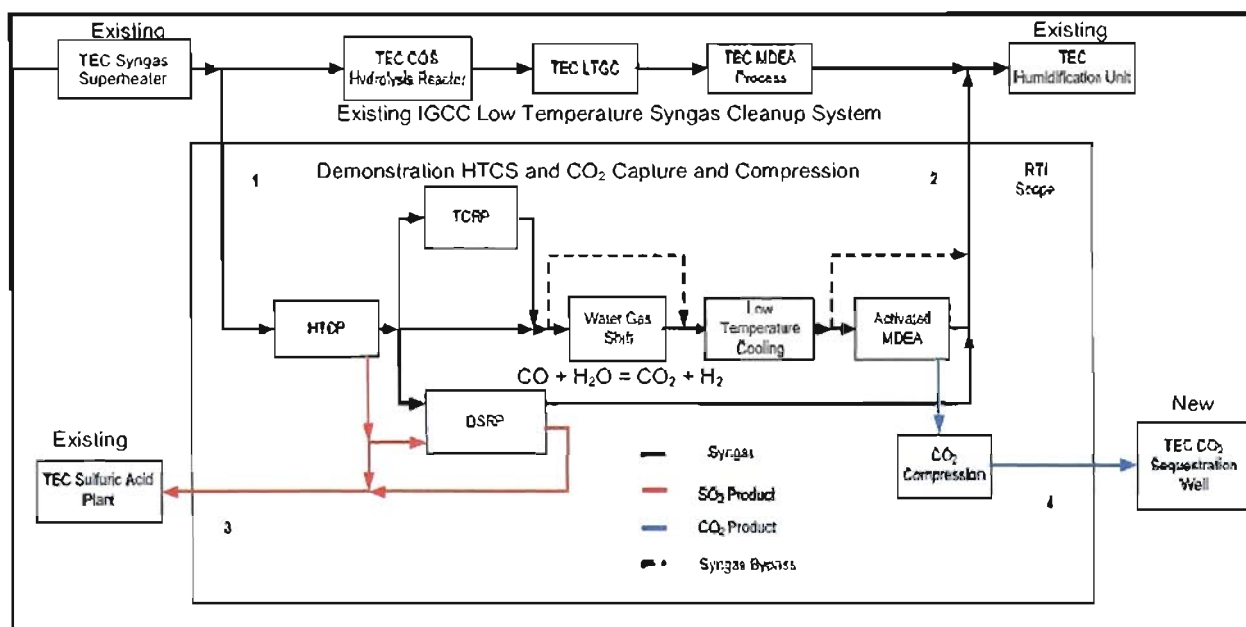 Existing
Existing
TEC Syngas
Superheater
TEC COS
Hydrolysis Reactor
TEC LTGC
TEC MDEA
Process
TEC
Humidification Unit
Existing IGCC Low Temperature Syngas Cleanup System
1
Demonstration HTCS and CO₂ Capture and Compression
2
RTI
Scope
TCRP
HTDP
Water Gas
Shift
Low
Temperature
Cooling
Activated
MDEA
CO + H₂O = CO₂ + H₂
DSRP
Existing
New
TEC Sulfuric Acid
Plant
Syngas
SO₂ Product
CO₂ Product
Syngas Bypass
CO₂
Compression
TEC CO₂
Sequestration
Well
3
4